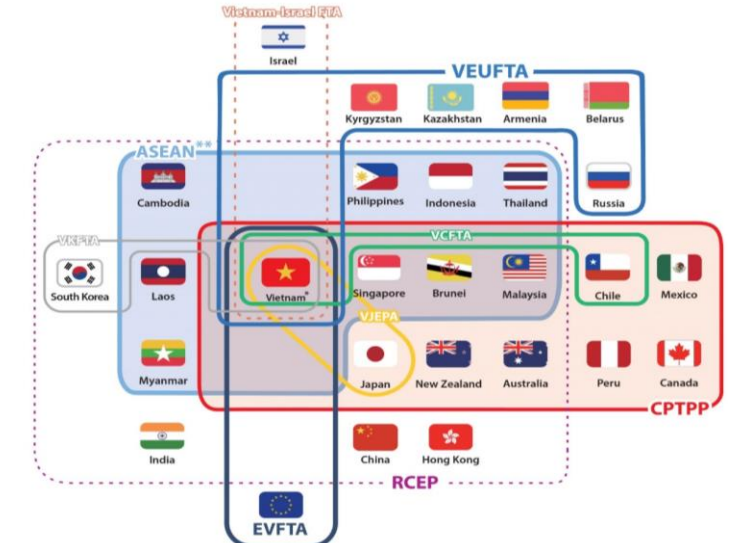 Vietnam-Israel FTA
Israel
VEUFTA
Kyrgyzstan Kazakhstan Armenia Belarus
ASEAN**
Cambodia Philippines Indonesia Thailand Russia
VKFTA VCFTA
South Korea Laos Vietnam* Singapore Brunei Malaysia Chile Mexico
VJEPA
Myanmar Japan New Zealand Australia Peru Canada
CPTPP
India China Hong Kong
RCEP
EVFTA